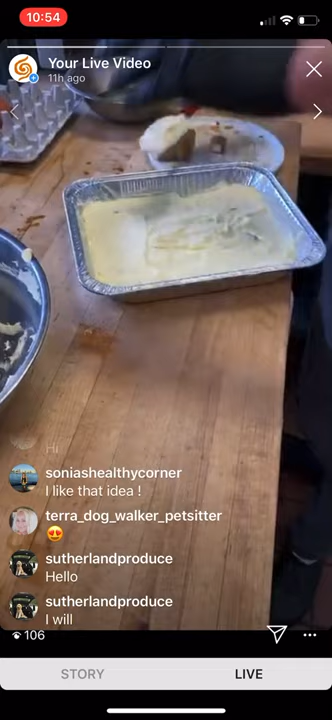 10:54
Your Live Video
11h ago
Hi
soniashealthycorner
I like that idea !
terra_dog_walker_petsitter
😍
sutherlandproduce
Hello
sutherlandproduce
I will
106
STORY
LIVE